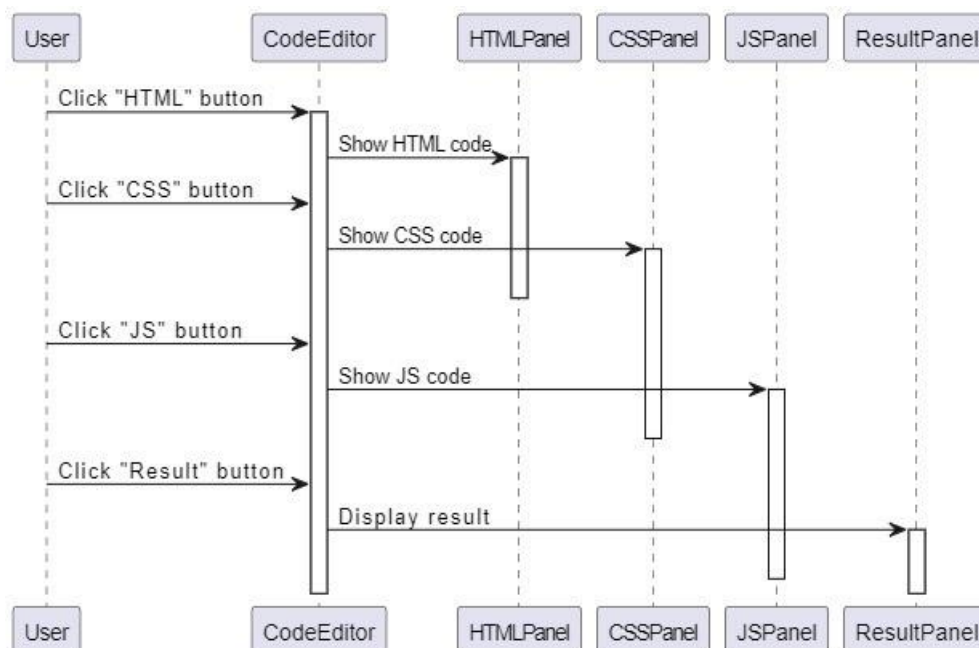 User
CodeEditor
HTMLPanel
CSSPanel
JSPanel
ResultPanel
Click "HTML" button
Show HTML code
Click "CSS" button
Show CSS code
Click "JS" button
Show JS code
Click "Result" button
Display result
User
CodeEditor
HTMLPanel
CSSPanel
JSPanel
ResultPanel